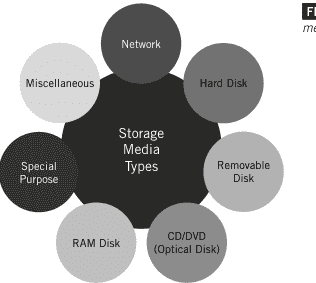 Network
Miscellaneous
Hard Disk
Storage
Media
Types
Special
Purpose
Removable
Disk
RAM Disk
CD/DVD
(Optical Disk)